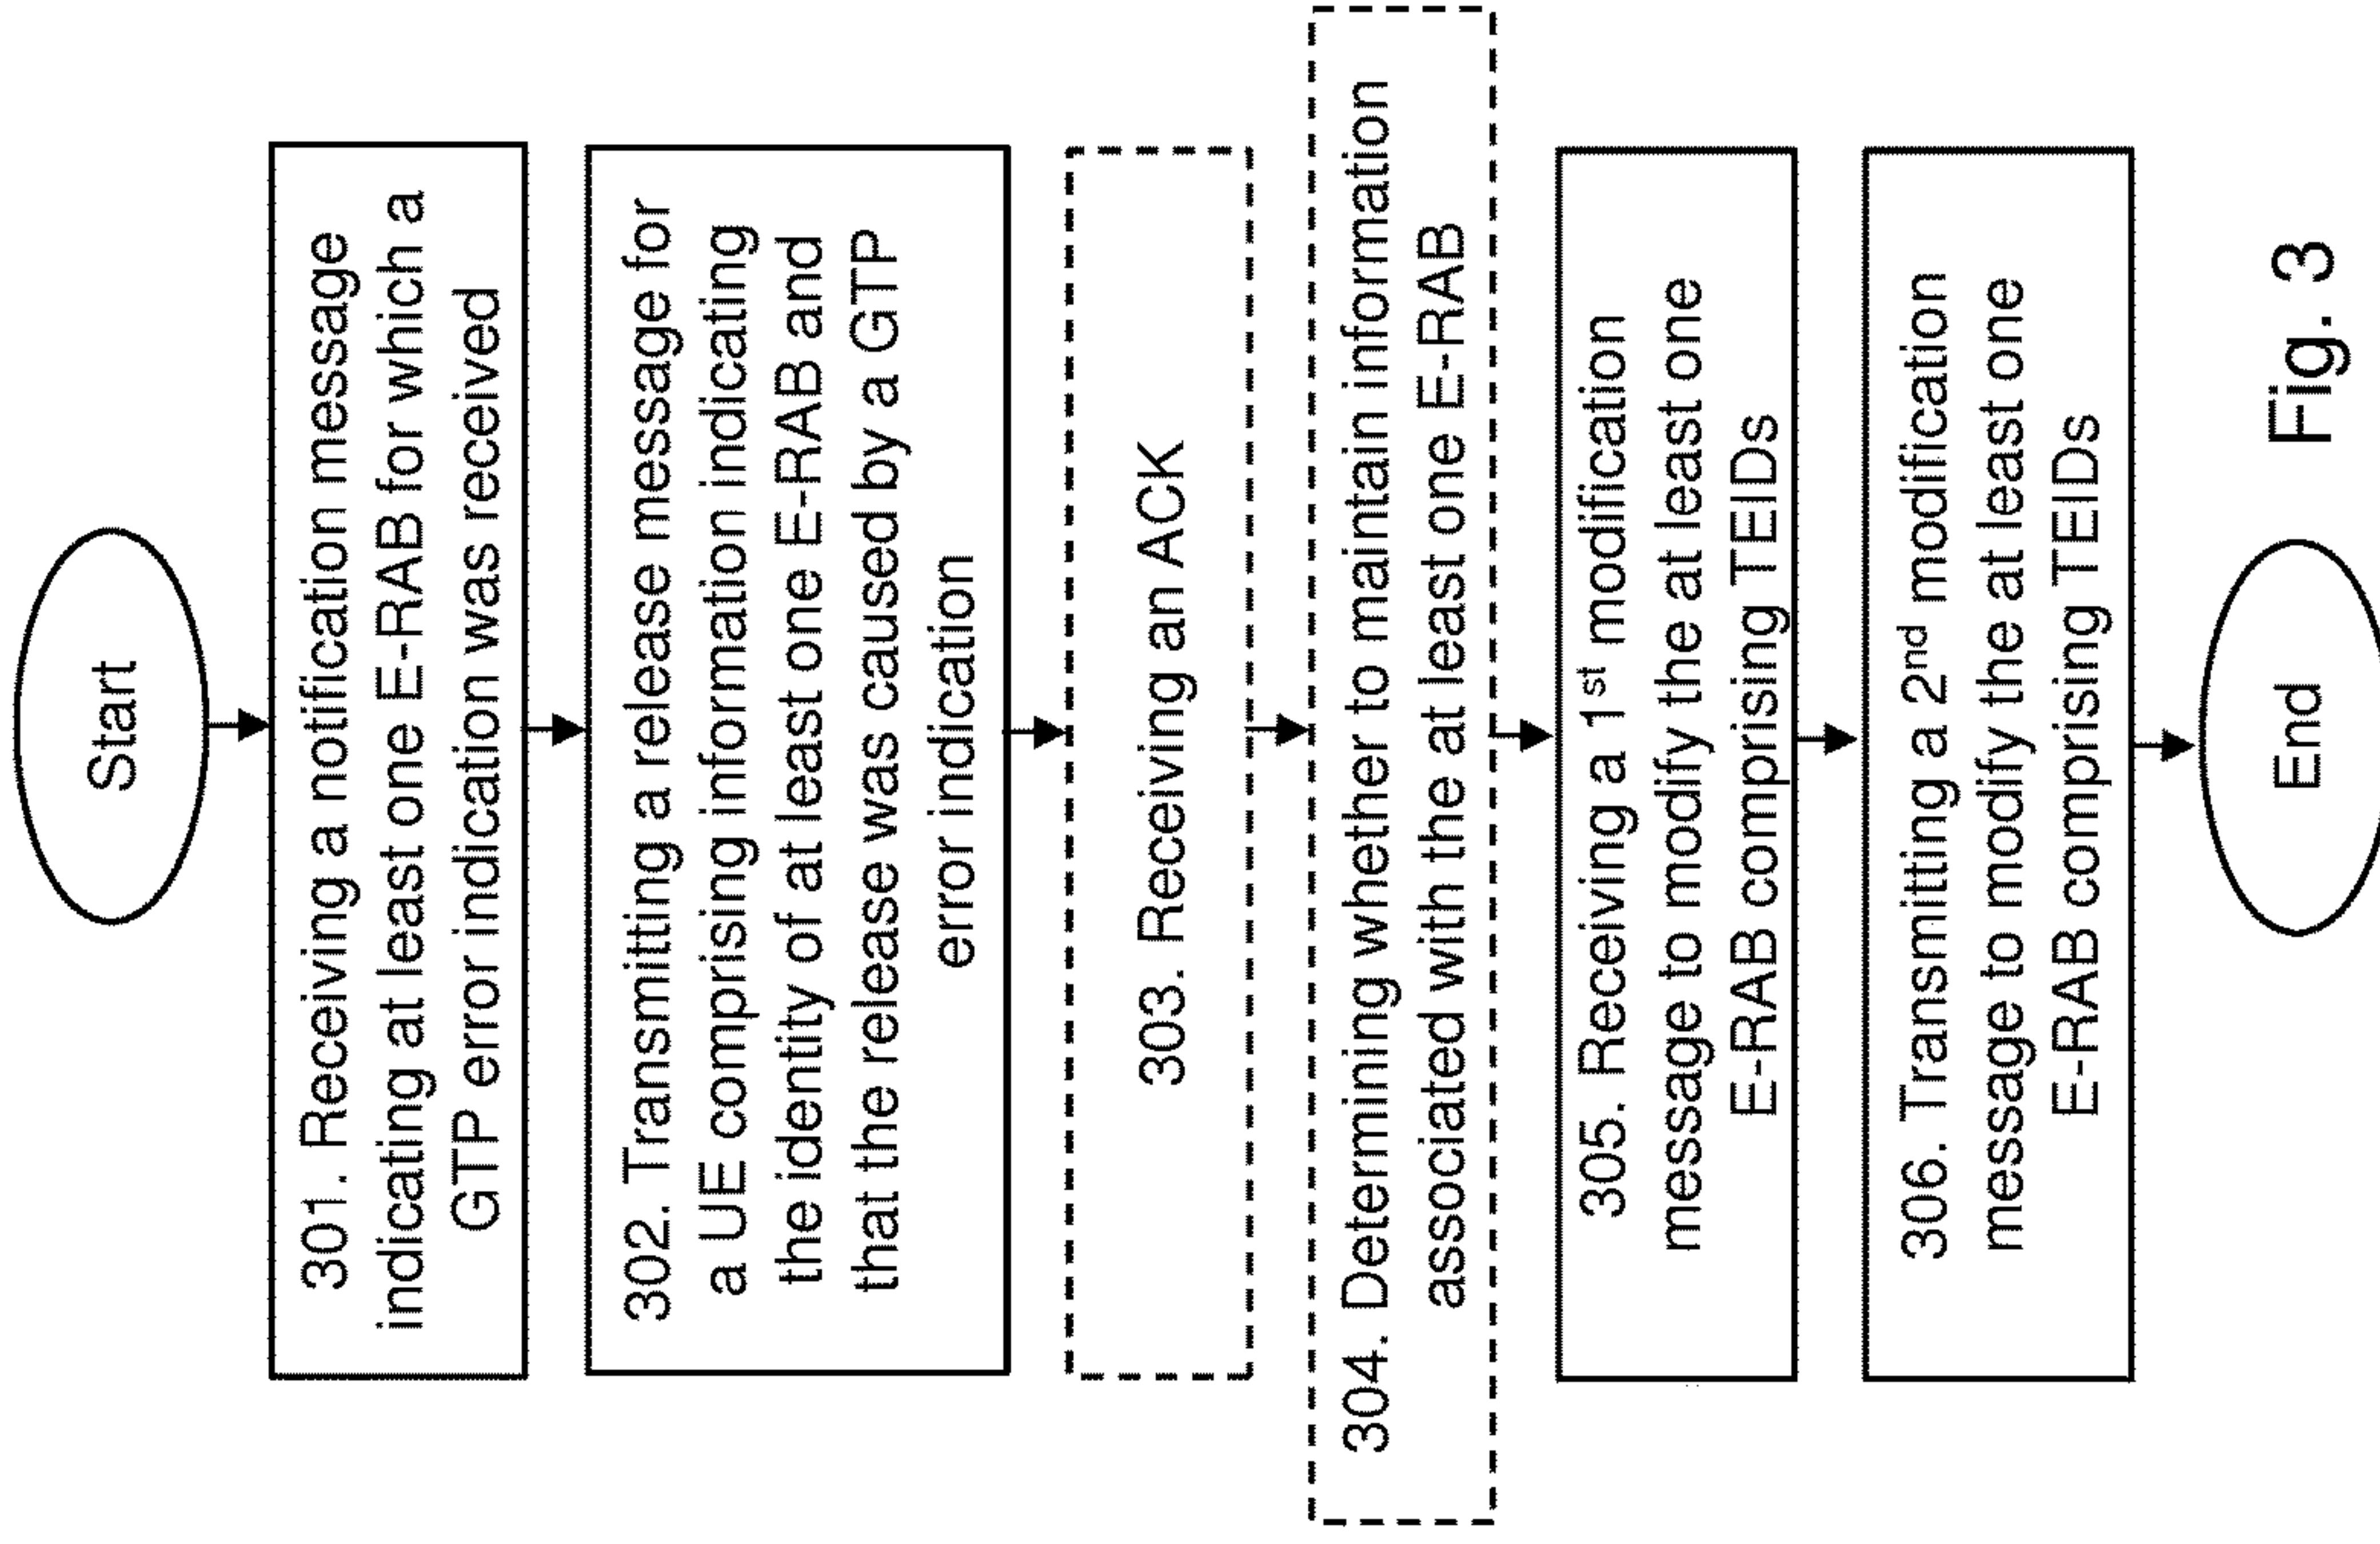 Start
301. Receiving a notification message
indicating at least one E-RAB for which a
GTP error indication was received
302. Transmitting a release message for
a UE comprising information indicating
the identity of at least one E-RAB and
that the release was caused by a GTP
error indication
303. Receiving an ACK
304. Determining whether to maintain information
associated with the at least one E-RAB
305. Receiving a 1st modification
message to modify the at least one
E-RAB comprising TEIDs
306. Transmitting a 2nd modification
message to modify the at least one
E-RAB comprising TEIDs
End
Fig. 3